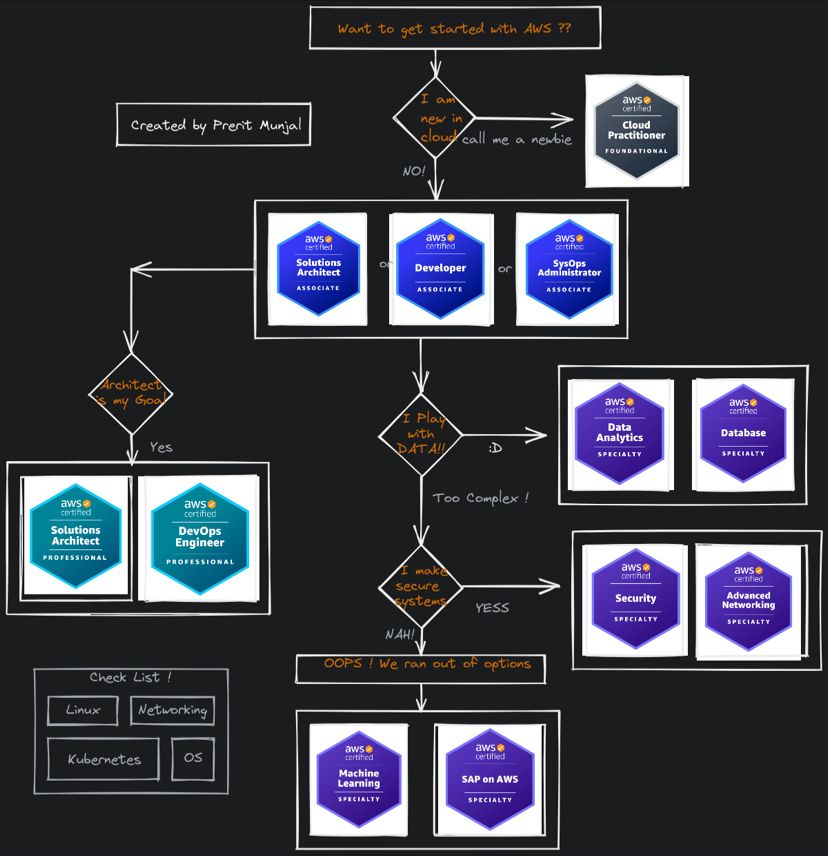 Want to get started with AWS ??
I am
new in
cloud
call me a newbie
aws
certified
Cloud
Practitioner
FOUNDATIONAL
Created by Prerit Munjal
NO!
aws
certified
Solutions
Architect
ASSOCIATE
or
aws
certified
Developer
ASSOCIATE
or
aws
certified
SysOps
Administrator
ASSOCIATE
Architect
is my Goal
Yes
aws
certified
Solutions
Architect
PROFESSIONAL
aws
certified
DevOps
Engineer
PROFESSIONAL
I Play
with
DATA!!
:D
aws
certified
Data
Analytics
SPECIALTY
aws
certified
Database
SPECIALTY
Too Complex !
I make
secure
systems
YESS
aws
certified
Security
SPECIALTY
aws
certified
Advanced
Networking
SPECIALTY
NAH!
OOPS ! We ran out of options
aws
certified
Machine
Learning
SPECIALTY
aws
certified
SAP on AWS
SPECIALTY
Check List !
Linux
Networking
Kubernetes
OS